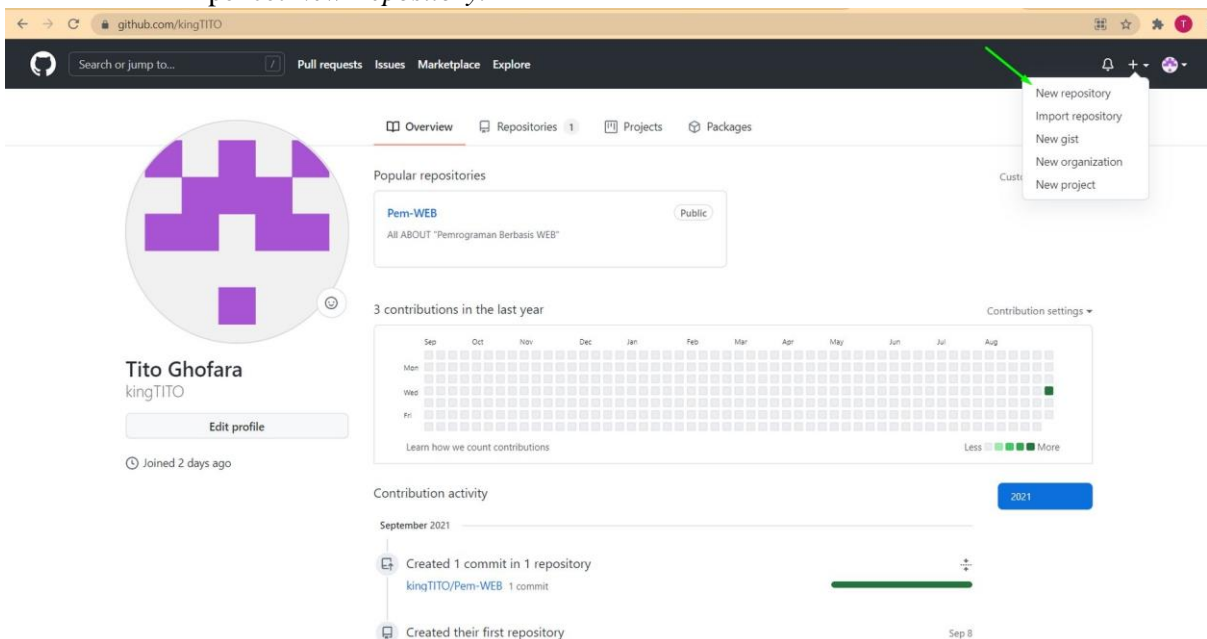 New Repository.
github.com/kingTITO
T
Search or jump to... / Pull requests Issues Marketplace Explore
New repository
Import repository
New gist
New organization
New project
Overview Repositories 1 Projects Packages
Popular repositories
Pem-WEB Public
All ABOUT "Pemrograman Berbasis WEB"
3 contributions in the last year Contribution settings
Sep Oct Nov Dec Jan Feb Mar Apr May Jun Jul Aug
Mon
Wed
Fri
Learn how we count contributions Less More
Tito Ghofara
kingTITO
Edit profile
Joined 2 days ago
Contribution activity 2021
September 2021
Created 1 commit in 1 repository
kingTITO/Pem-WEB 1 commit
Created their first repository Sep 8